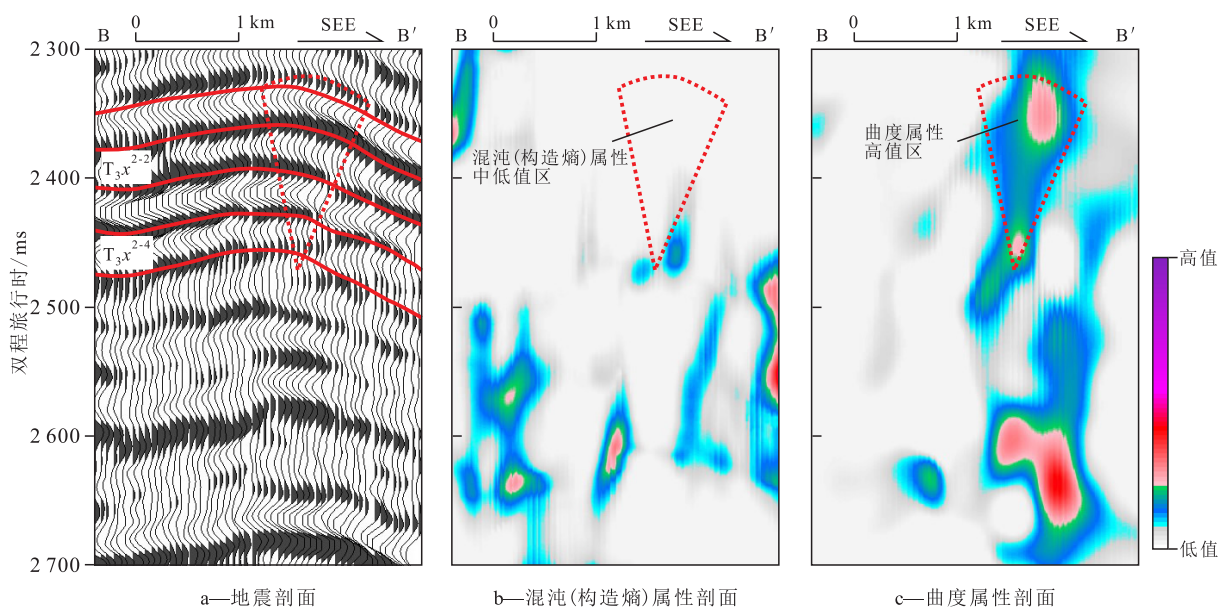 0 1 km SEE
B B′
0 1 km SEE
B B′
0 1 km SEE
B B′
2 300
2 400
2 500
2 600
2 700
双程旅行时/ms
T₃x²⁻²
T₃x²⁻⁴
混沌(构造熵)属性
中低值区
曲度属性
高值区
高值
低值
a—地震剖面
b—混沌(构造熵)属性剖面
c—曲度属性剖面